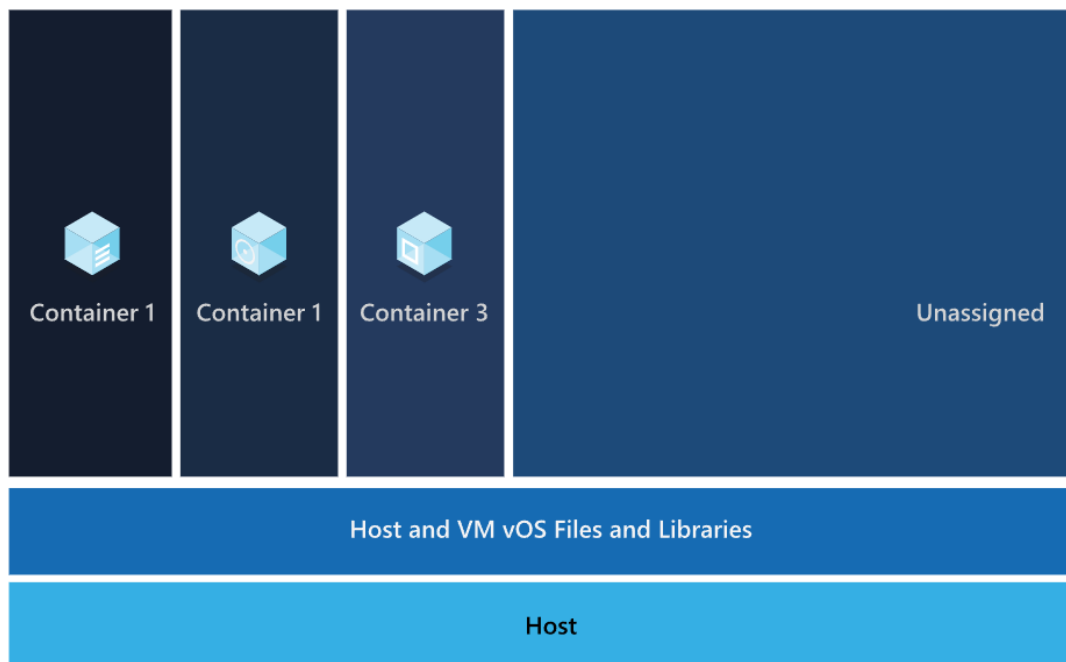 Container 1
Container 1
Container 3
Unassigned
Host and VM vOS Files and Libraries
Host